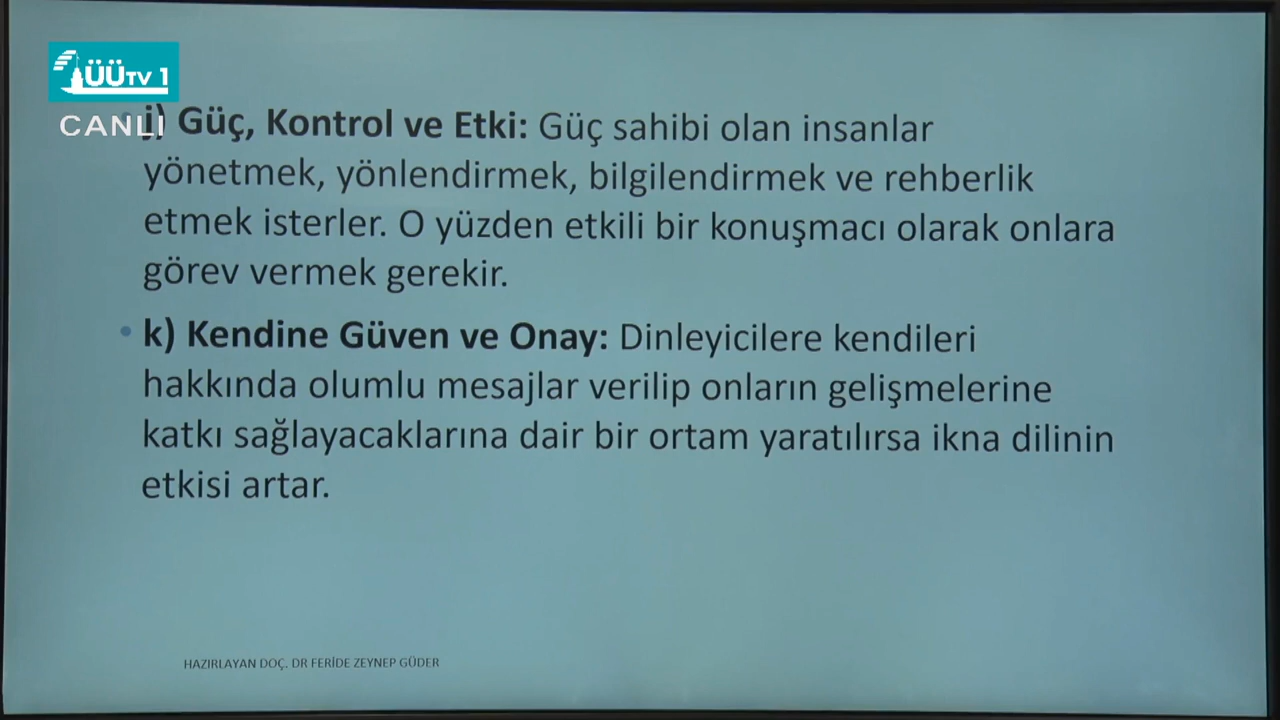 ÜÜTV 1
CANLI
j) Güç, Kontrol ve Etki: Güç sahibi olan insanlar
yönetmek, yönlendirmek, bilgilendirmek ve rehberlik
etmek isterler. O yüzden etkili bir konuşmacı olarak onlara
görev vermek gerekir.
• k) Kendine Güven ve Onay: Dinleyicilere kendileri
hakkında olumlu mesajlar verilip onların gelişmelerine
katkı sağlayacaklarına dair bir ortam yaratılırsa ikna dilinin
etkisi artar.
HAZIRLAYAN DOÇ. DR FERİDE ZEYNEP GÜDER